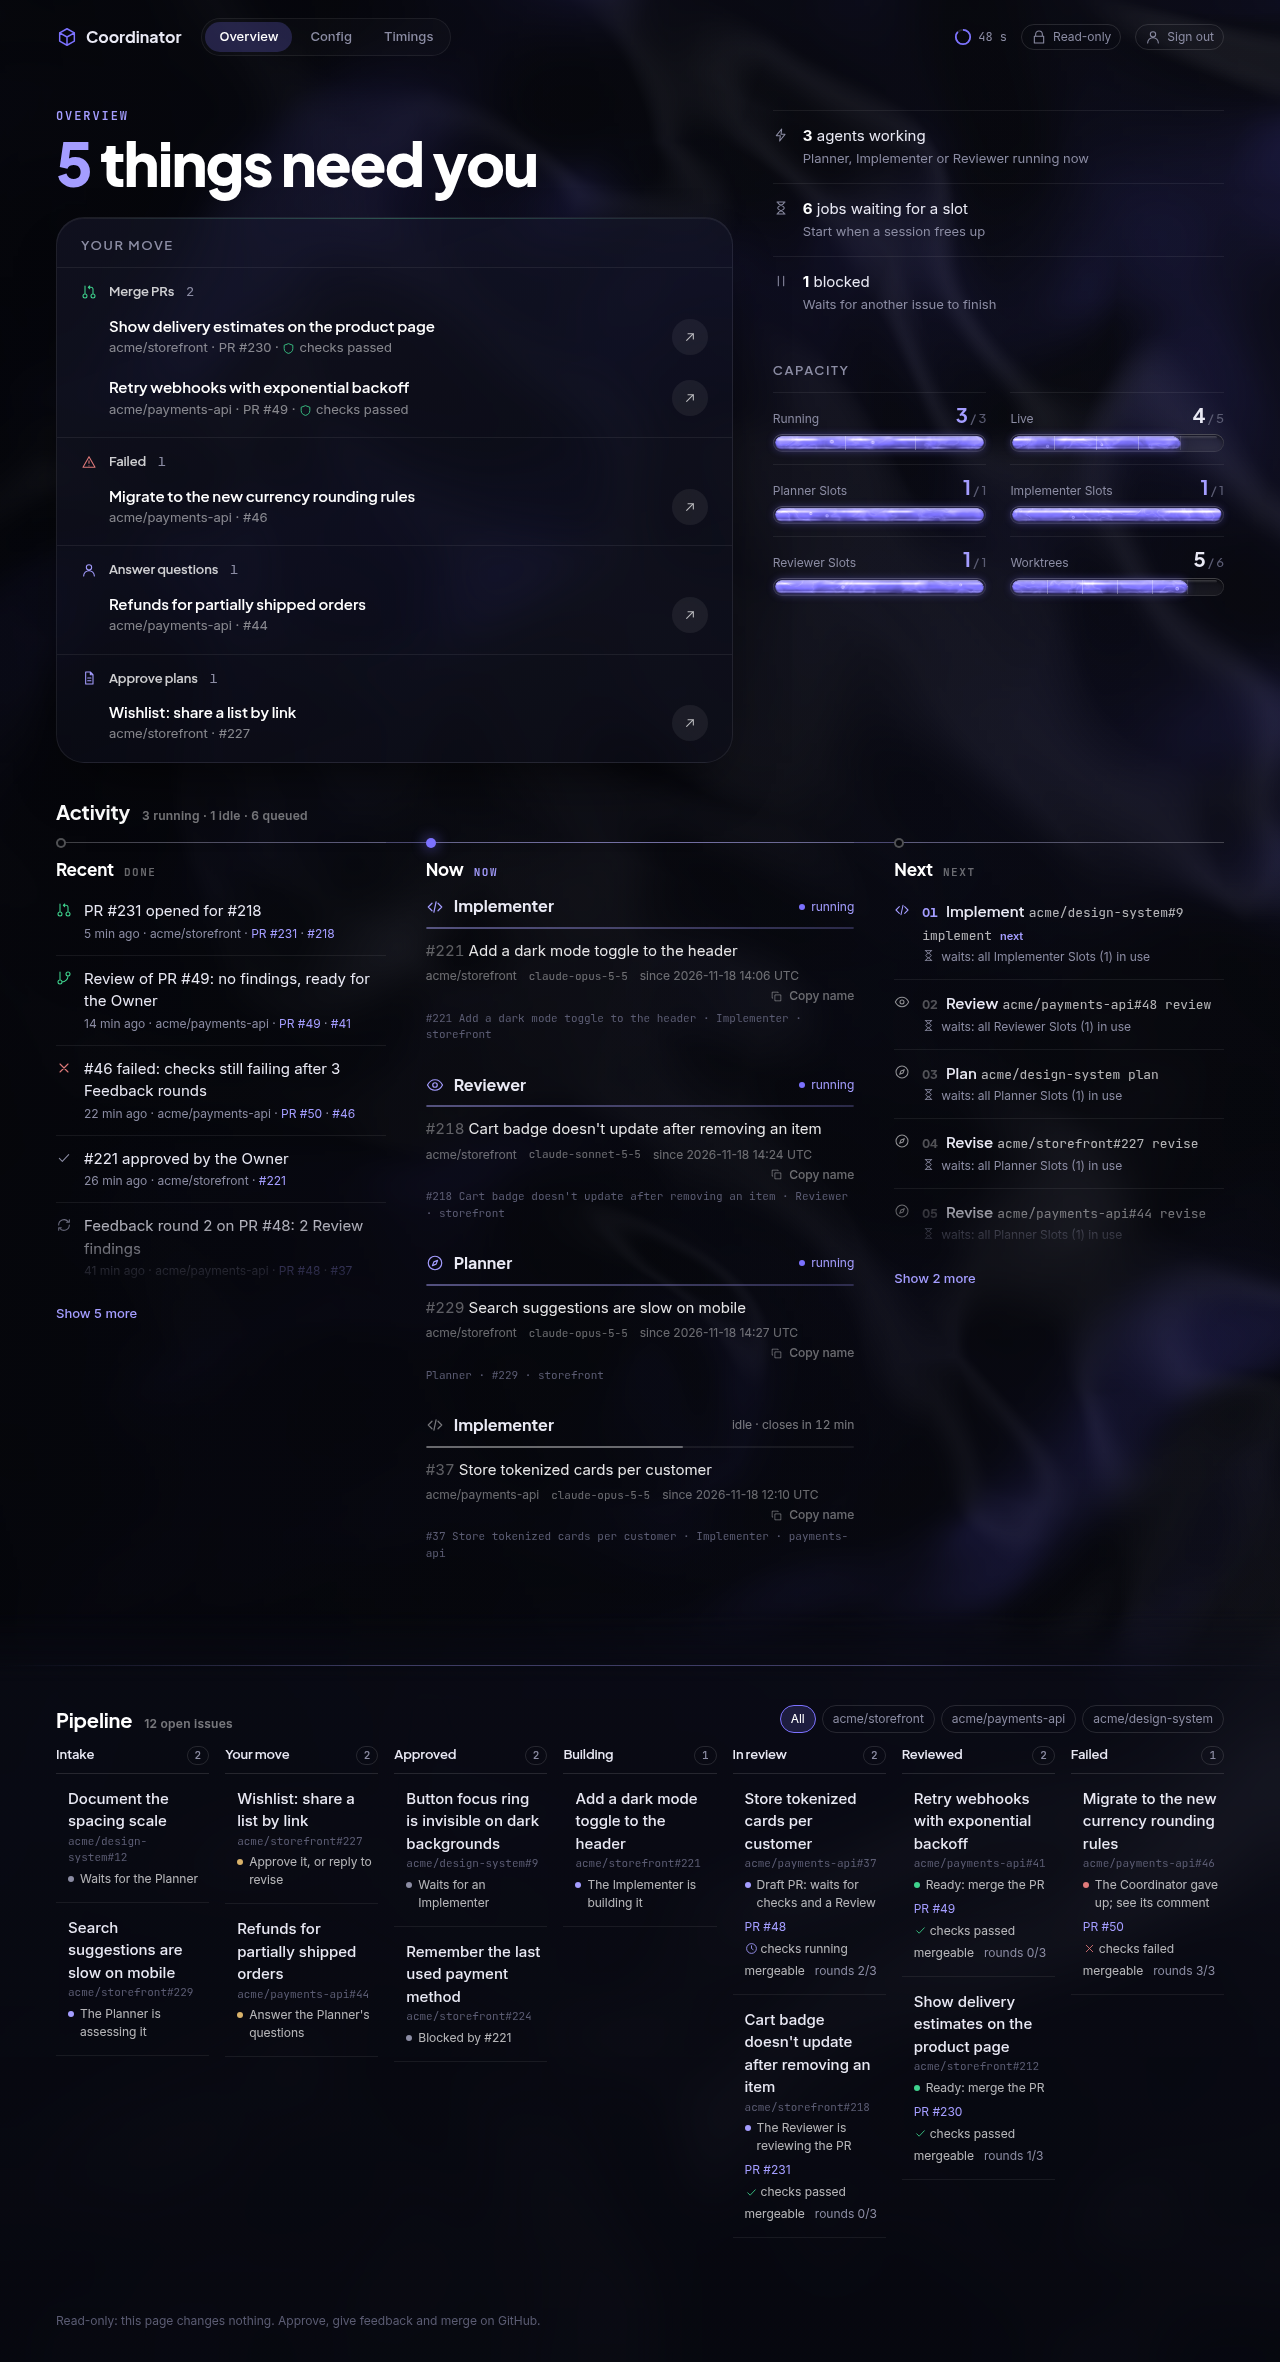 Coordinator
Overview
Config
Timings
48 s
Read-only
Sign out
OVERVIEW
5 things need you
YOUR MOVE
Merge PRs 2
Show delivery estimates on the product page
acme/storefront · PR #230 · checks passed
Retry webhooks with exponential backoff
acme/payments-api · PR #49 · checks passed
Failed 1
Migrate to the new currency rounding rules
acme/payments-api · #46
Answer questions 1
Refunds for partially shipped orders
acme/payments-api · #44
Approve plans 1
Wishlist: share a list by link
acme/storefront · #227
3 agents working
Planner, Implementer or Reviewer running now
6 jobs waiting for a slot
Start when a session frees up
1 blocked
Waits for another issue to finish
CAPACITY
Running 3/3
Live 4/5
Planner Slots 1/1
Implementer Slots 1/1
Reviewer Slots 1/1
Worktrees 5/6
Activity 3 running · 1 idle · 6 queued
Recent DONE
PR #231 opened for #218
5 min ago · acme/storefront · PR #231 · #218
Review of PR #49: no findings, ready for
the Owner
14 min ago · acme/payments-api · PR #49 · #41
#46 failed: checks still failing after 3
Feedback rounds
22 min ago · acme/payments-api · PR #50 · #46
#221 approved by the Owner
26 min ago · acme/storefront · #221
Feedback round 2 on PR #48: 2 Review
findings
41 min ago · acme/payments-api · PR #48 · #37
Show 5 more
Now NOW
Implementer running
#221 Add a dark mode toggle to the header
acme/storefront claude-opus-5-5 since 2026-11-18 14:06 UTC
Copy name
#221 Add a dark mode toggle to the header · Implementer ·
storefront
Reviewer running
#218 Cart badge doesn't update after removing an item
acme/storefront claude-sonnet-5-5 since 2026-11-18 14:24 UTC
Copy name
#218 Cart badge doesn't update after removing an item · Reviewer
· storefront
Planner running
#229 Search suggestions are slow on mobile
acme/storefront claude-opus-5-5 since 2026-11-18 14:27 UTC
Copy name
Planner · #229 · storefront
Implementer idle · closes in 12 min
#37 Store tokenized cards per customer
acme/payments-api claude-opus-5-5 since 2026-11-18 12:10 UTC
Copy name
#37 Store tokenized cards per customer · Implementer · payments-
api
Next NEXT
01 Implement acme/design-system#9
implement next
waits: all Implementer Slots (1) in use
02 Review acme/payments-api#48 review
waits: all Reviewer Slots (1) in use
03 Plan acme/design-system plan
waits: all Planner Slots (1) in use
04 Revise acme/storefront#227 revise
waits: all Planner Slots (1) in use
05 Revise acme/payments-api#44 revise
waits: all Planner Slots (1) in use
Show 2 more
Pipeline 12 open issues
All
acme/storefront
acme/payments-api
acme/design-system
Intake 2
Document the
spacing scale
acme/design-
system#12
Waits for the Planner
Search
suggestions are
slow on mobile
acme/storefront#229
The Planner is
assessing it
Your move 2
Wishlist: share a
list by link
acme/storefront#227
Approve it, or reply to
revise
Refunds for
partially shipped
orders
acme/payments-api#44
Answer the Planner's
questions
Approved 2
Button focus ring
is invisible on dark
backgrounds
acme/design-system#9
Waits for an
Implementer
Remember the last
used payment
method
acme/storefront#224
Blocked by #221
Building 1
Add a dark mode
toggle to the
header
acme/storefront#221
The Implementer is
building it
In review 2
Store tokenized
cards per
customer
acme/payments-api#37
Draft PR: waits for
checks and a Review
PR #48
checks running
mergeable rounds 2/3
Cart badge
doesn't update
after removing an
item
acme/storefront#218
The Reviewer is
reviewing the PR
PR #231
checks passed
mergeable rounds 0/3
Reviewed 2
Retry webhooks
with exponential
backoff
acme/payments-api#41
Ready: merge the PR
PR #49
checks passed
mergeable rounds 0/3
Show delivery
estimates on the
product page
acme/storefront#212
Ready: merge the PR
PR #230
checks passed
mergeable rounds 1/3
Failed 1
Migrate to the new
currency rounding
rules
acme/payments-api#46
The Coordinator gave
up; see its comment
PR #50
checks failed
mergeable rounds 3/3
Read-only: this page changes nothing. Approve, give feedback and merge on GitHub.